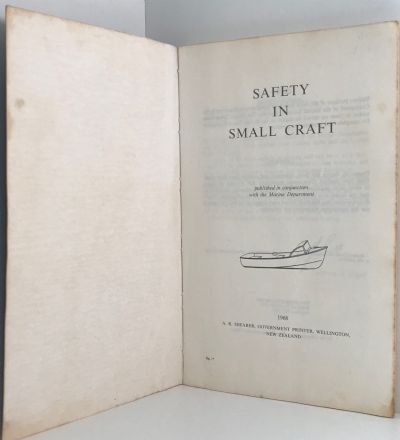 SAFETY
IN
SMALL CRAFT
published in conjunction
with the Marine Department
1968
A. R. SHEARER, GOVERNMENT PRINTER, WELLINGTON,
NEW ZEALAND